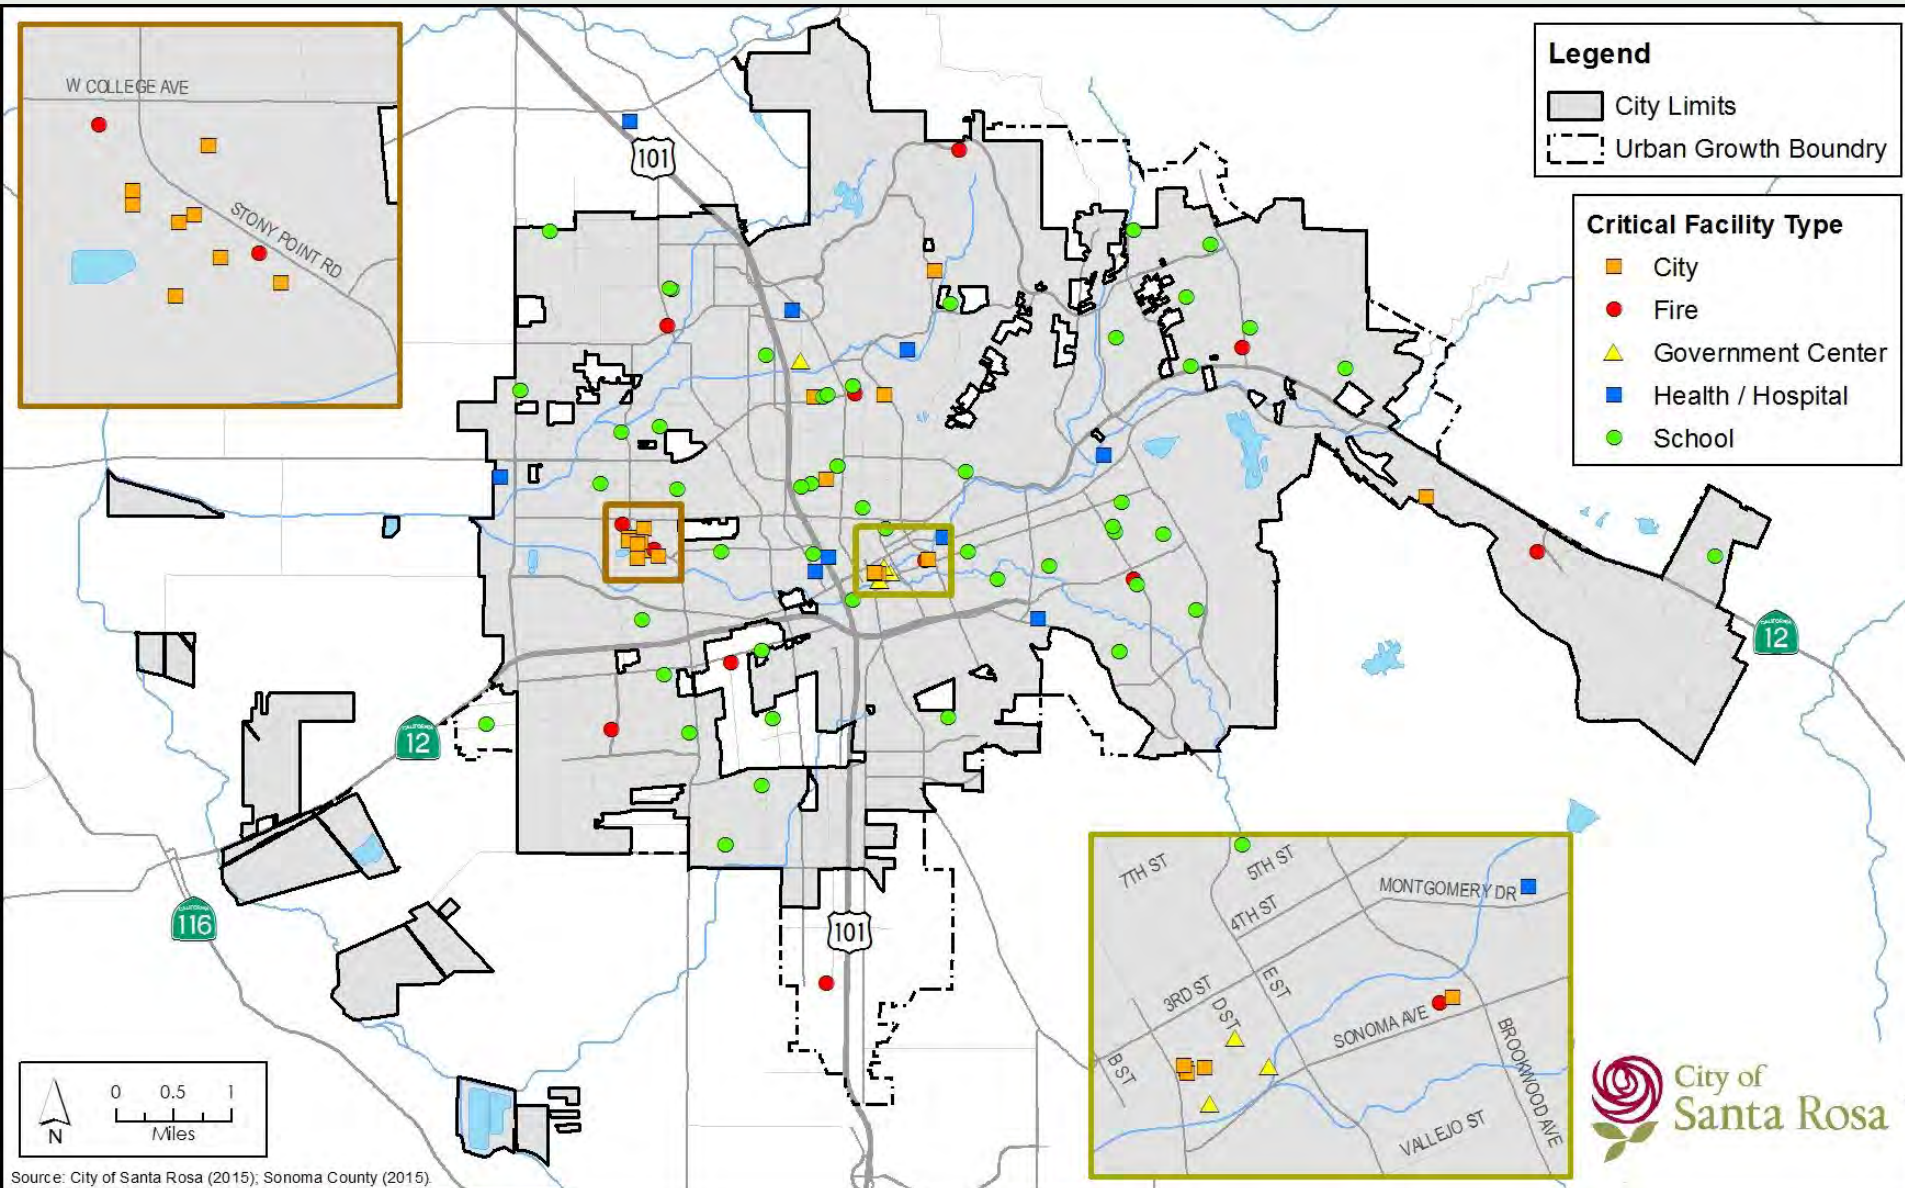 W COLLEGE AVE
STONY POINT RD
101
Legend
City Limits
Urban Growth Boundry
Critical Facility Type
City
Fire
Government Center
Health / Hospital
School
12
12
116
101
7TH ST
5TH ST
4TH ST
MONTGOMERY DR
3RD ST
D ST
E ST
SONOMA AVE
B ST
BROOKWOOD AVE
VALLEJO ST
0 0.5 1
Miles
N
City of
Santa Rosa
Source: City of Santa Rosa (2015); Sonoma County (2015).